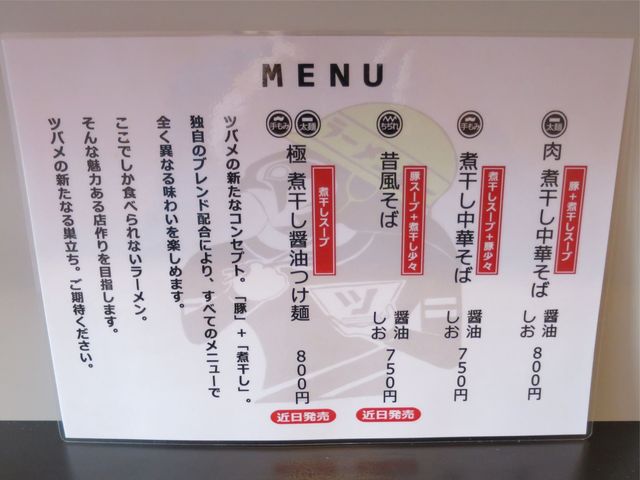 MENU
太麺
肉 煮干し中華そば
豚+煮干しスープ
醤油
しお
800円
手もみ
煮干し中華そば
煮干しスープ+豚少々
醤油
しお
750円
ちぢれ
昔風そば
豚スープ+煮干し少々
醤油
しお
750円
近日発売
太麺
手もみ
極 煮干し醤油つけ麺
煮干しスープ
800円
近日発売
ツバメの新たなコンセプト。「豚」+「煮干し」。
独自のブレンド配合により、すべてのメニューで
全く異なる味わいを楽しめます。
ここでしか食べられないラーメン。
そんな魅力ある店作りを目指します。
ツバメの新たなる巣立ち。ご期待ください。
ラーメン
ツ